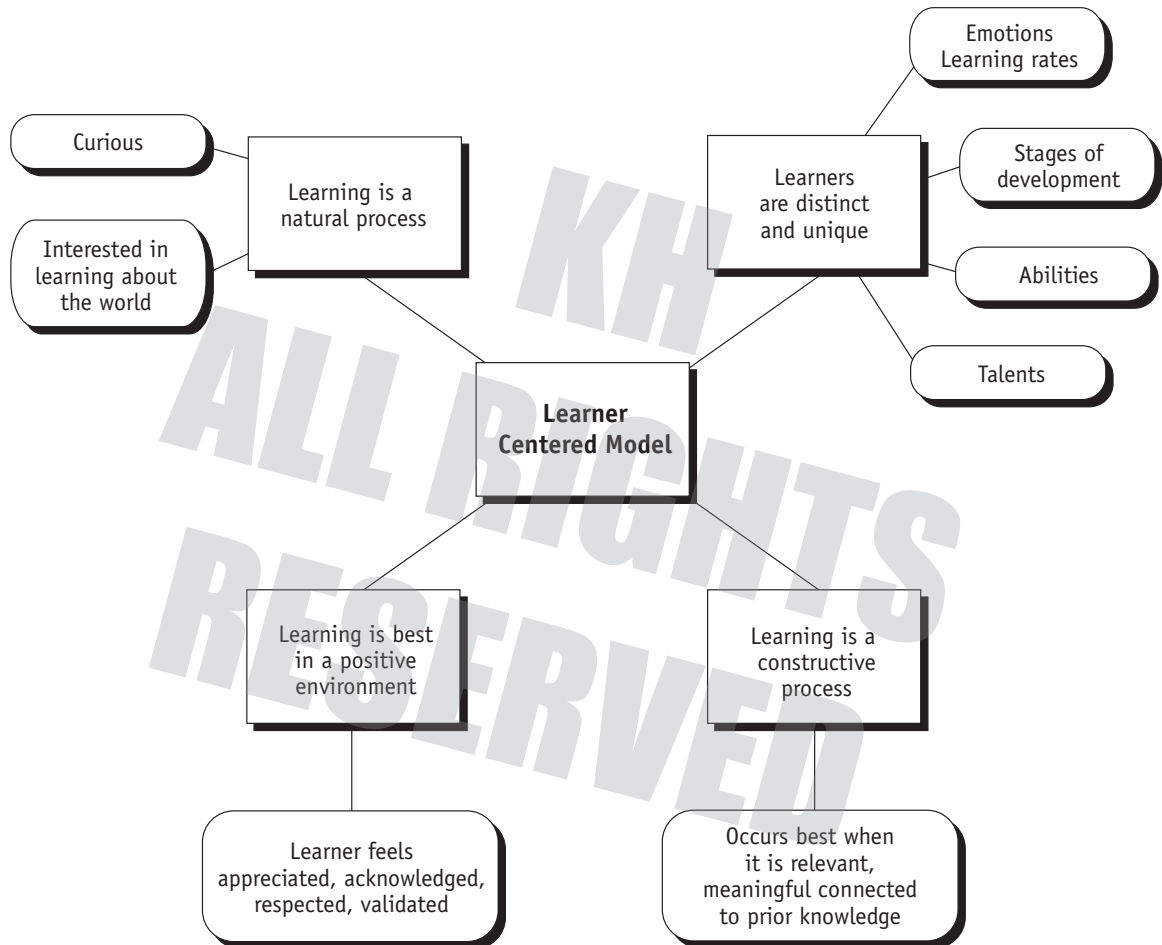 Emotions
Learning rates
Curious
Learning is a
natural process
Learners
are distinct
and unique
Stages of
development
Interested in
learning about
the world
Abilities
Talents
Learner
Centered Model
Learning is best
in a positive
environment
Learning is a
constructive
process
Learner feels
appreciated, acknowledged,
respected, validated
Occurs best when
it is relevant,
meaningful connected
to prior knowledge
KH
ALL RIGHTS
RESERVED